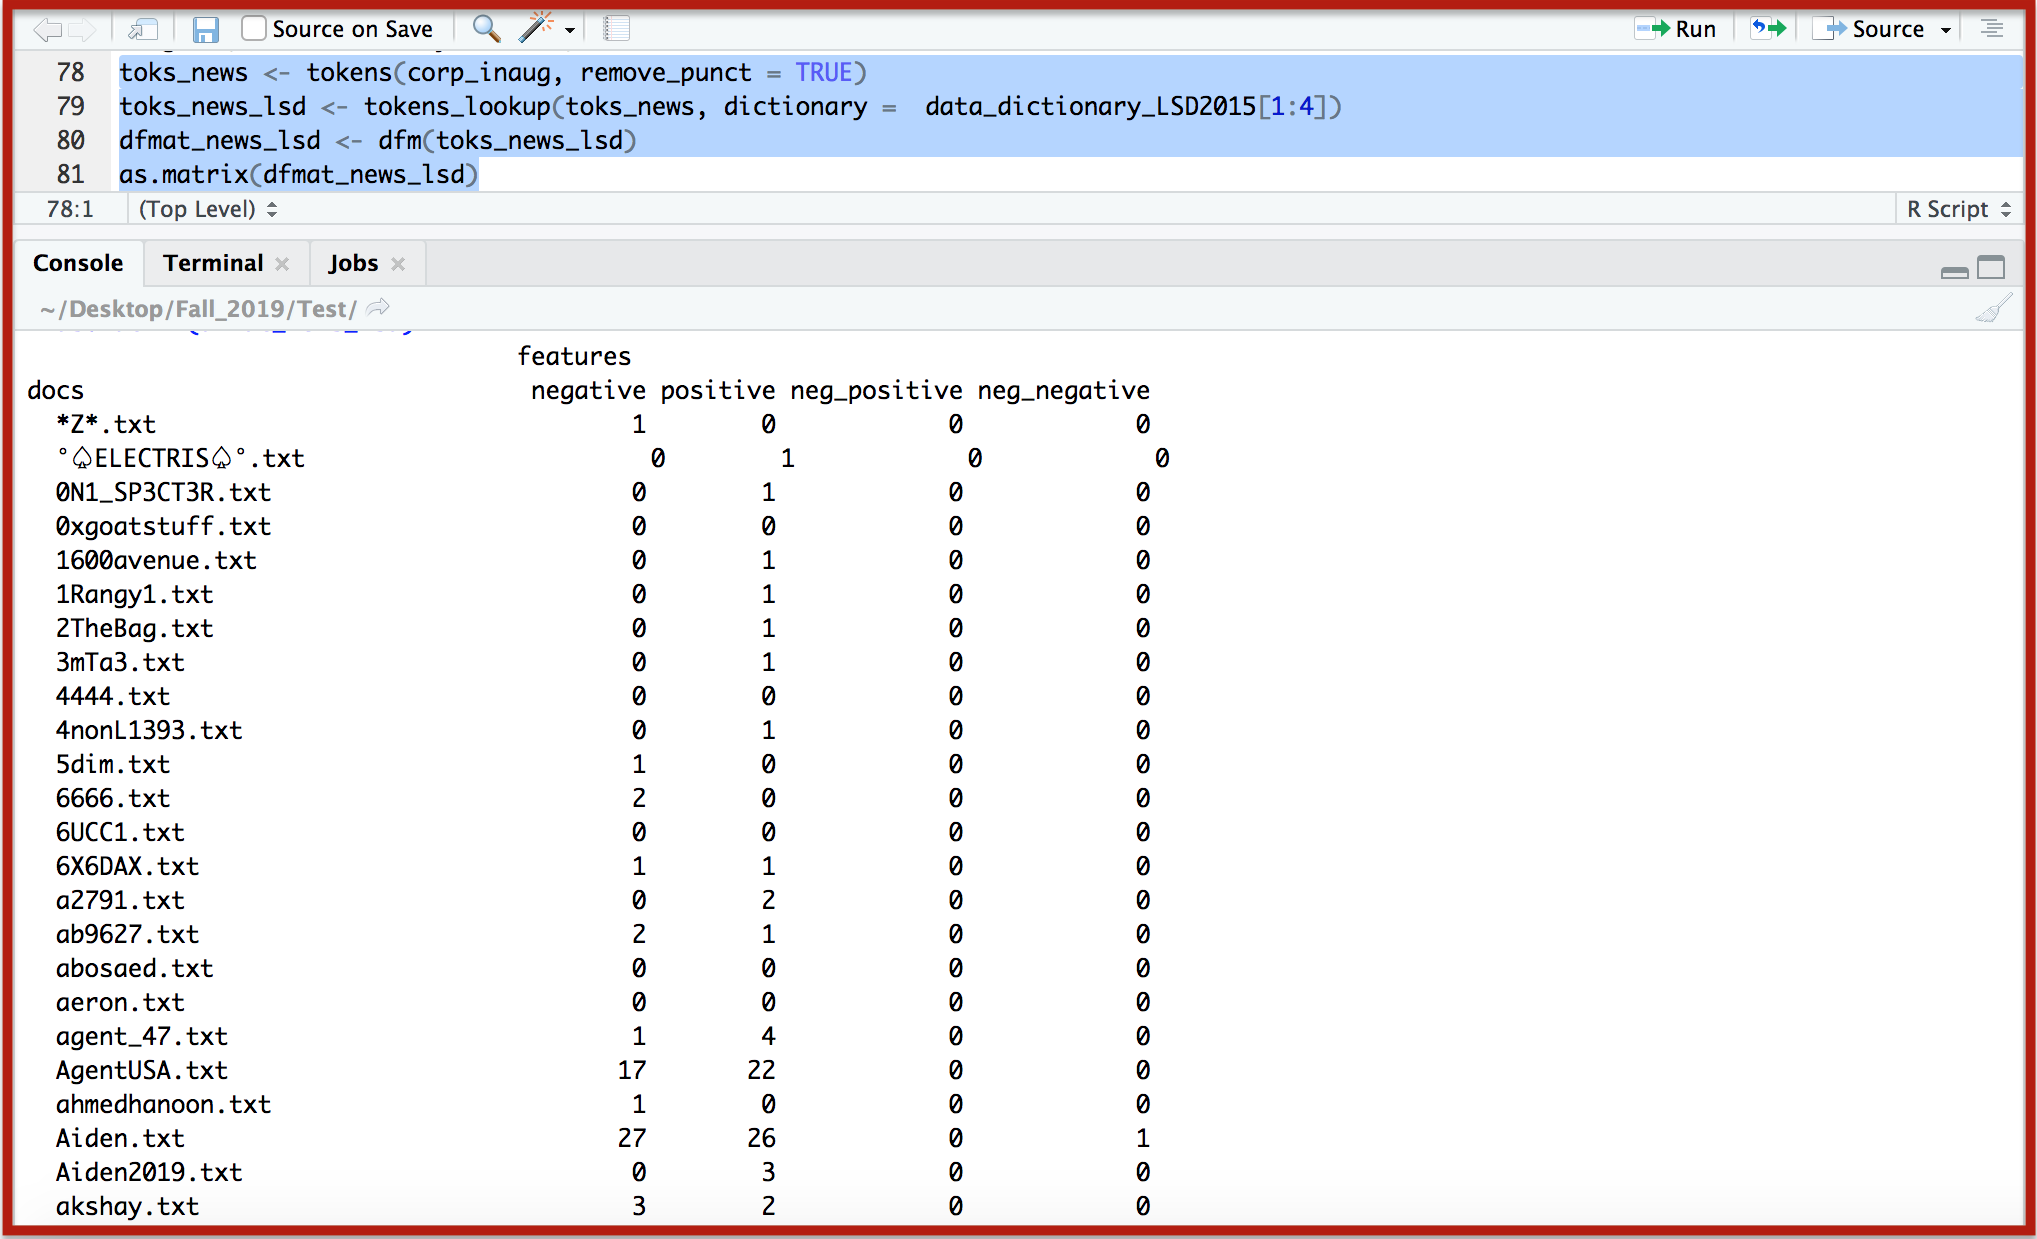 Source on Save Run Source
78 toks_news <- tokens(corp_inaug, remove_punct = TRUE)
79 toks_news_lsd <- tokens_lookup(toks_news, dictionary =  data_dictionary_LSD2015[1:4])
80 dfmat_news_lsd <- dfm(toks_news_lsd)
81 as.matrix(dfmat_news_lsd)
78:1 (Top Level) R Script
Console Terminal Jobs
~/Desktop/Fall_2019/Test/
features
docs negative positive neg_positive neg_negative
*Z*.txt 1 0 0 0
°♤ELECTRIS♤°.txt 0 1 0 0
0N1_SP3CT3R.txt 0 1 0 0
0xgoatstuff.txt 0 0 0 0
1600avenue.txt 0 1 0 0
1Rangy1.txt 0 1 0 0
2TheBag.txt 0 1 0 0
3mTa3.txt 0 1 0 0
4444.txt 0 0 0 0
4nonL1393.txt 0 1 0 0
5dim.txt 1 0 0 0
6666.txt 2 0 0 0
6UCC1.txt 0 0 0 0
6X6DAX.txt 1 1 0 0
a2791.txt 0 2 0 0
ab9627.txt 2 1 0 0
abosaed.txt 0 0 0 0
aeron.txt 0 0 0 0
agent_47.txt 1 4 0 0
AgentUSA.txt 17 22 0 0
ahmedhanoon.txt 1 0 0 0
Aiden.txt 27 26 0 1
Aiden2019.txt 0 3 0 0
akshay.txt 3 2 0 0